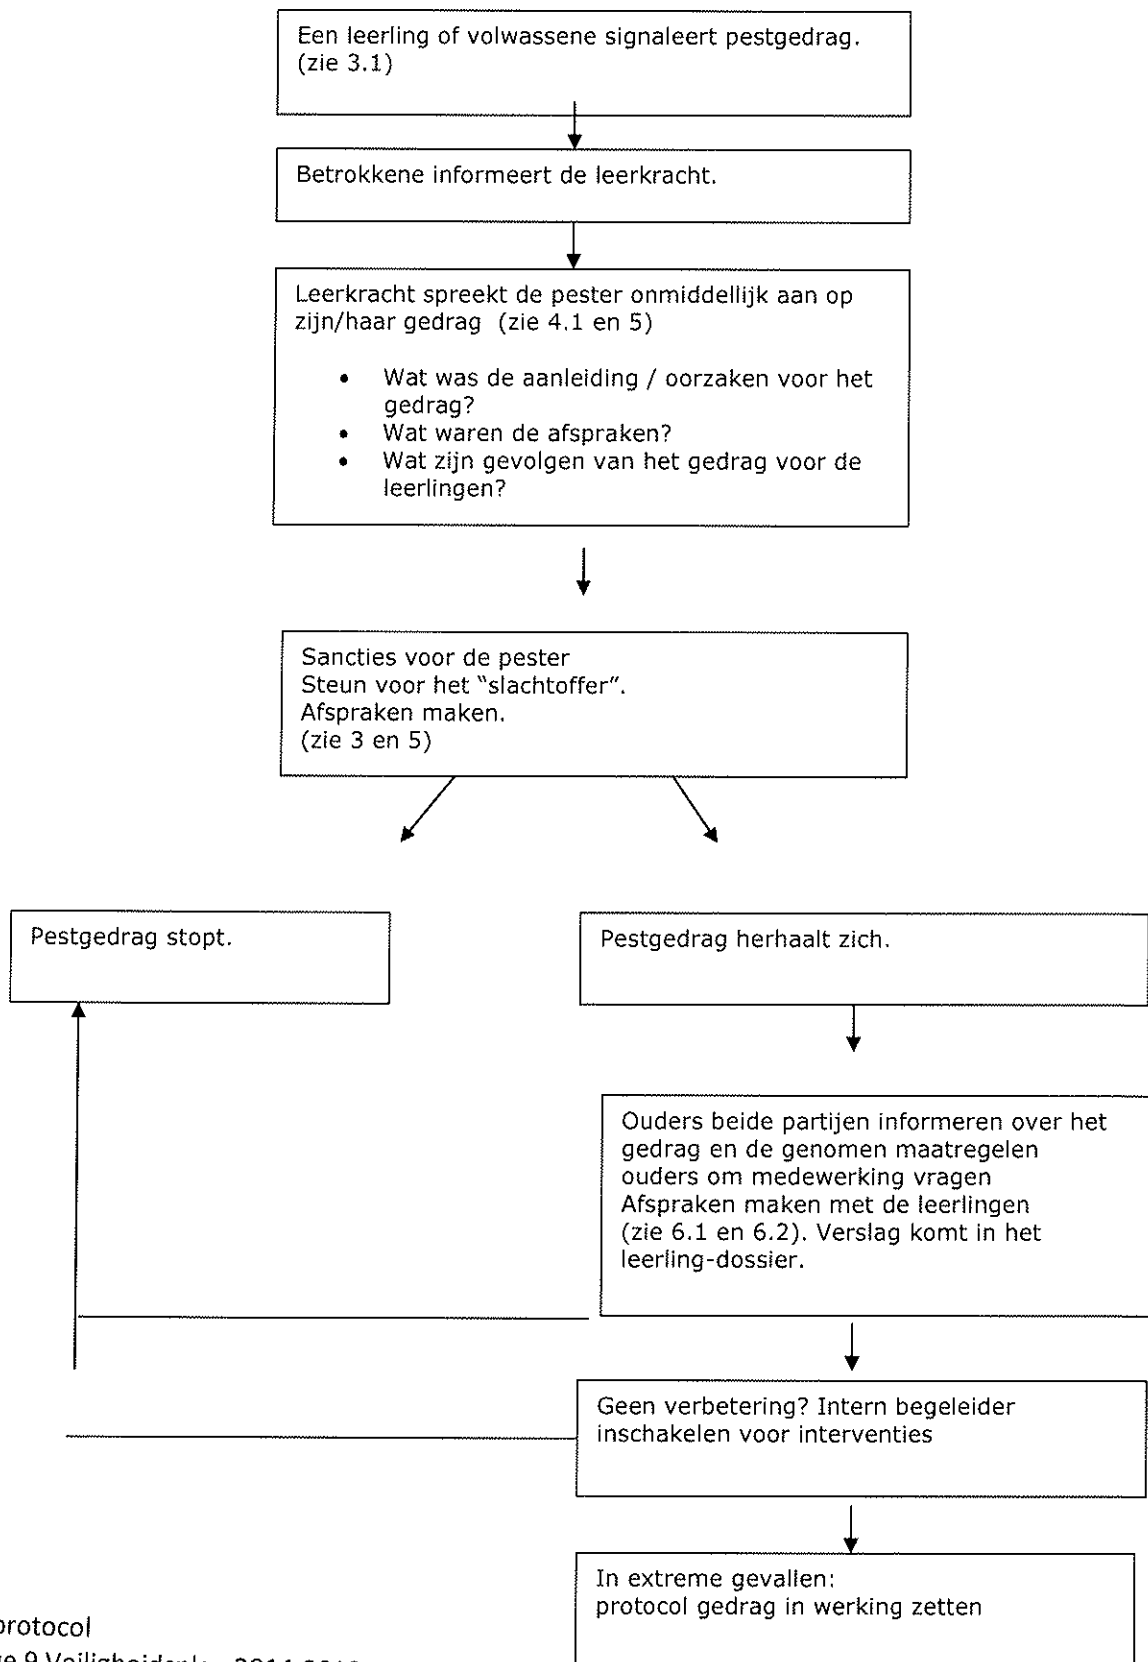 Een leerling of volwassene signaleert pestgedrag.
(zie 3.1)
Betrokkene informeert de leerkracht.
Leerkracht spreekt de pester onmiddellijk aan op
zijn/haar gedrag (zie 4.1 en 5)
• Wat was de aanleiding / oorzaken voor het
gedrag?
• Wat waren de afspraken?
• Wat zijn gevolgen van het gedrag voor de
leerlingen?
Sancties voor de pester
Steun voor het "slachtoffer".
Afspraken maken.
(zie 3 en 5)
Pestgedrag stopt.
Pestgedrag herhaalt zich.
Ouders beide partijen informeren over het
gedrag en de genomen maatregelen
ouders om medewerking vragen
Afspraken maken met de leerlingen
(zie 6.1 en 6.2). Verslag komt in het
leerling-dossier.
Geen verbetering? Intern begeleider
inschakelen voor interventies
In extreme gevallen:
protocol gedrag in werking zetten
protocol
9